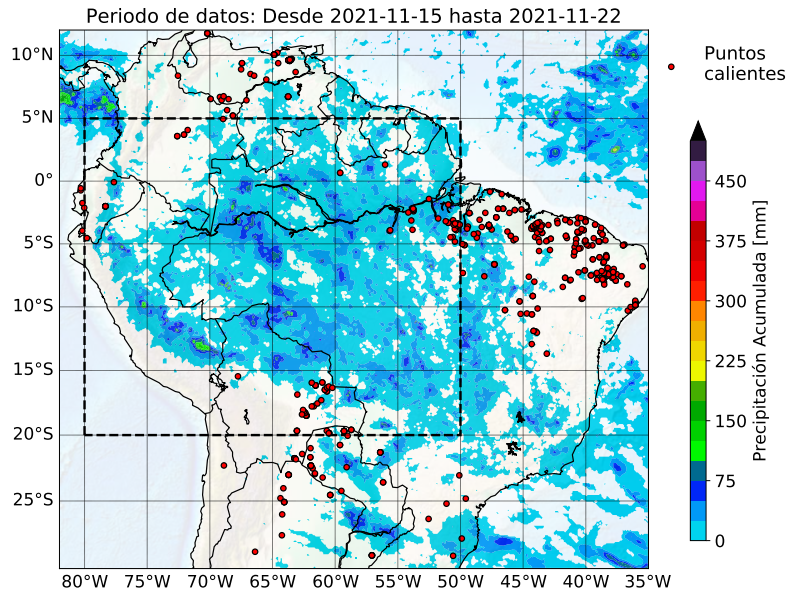 Periodo de datos: Desde 2021-11-15 hasta 2021-11-22
10°N
5°N
0°
5°S
10°S
15°S
20°S
25°S
80°W
75°W
70°W
65°W
60°W
55°W
50°W
45°W
40°W
35°W
Puntos
calientes
450
375
300
225
150
75
0
Precipitación Acumulada [mm]